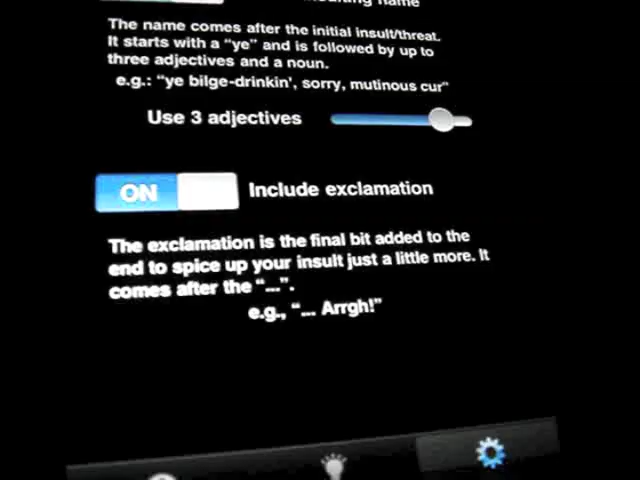 name
The name comes after the initial insult/threat.
It starts with a “ye” and is followed by up to
three adjectives and a noun.
e.g.: “ye bilge-drinkin’, sorry, mutinous cur”
Use 3 adjectives
ON
Include exclamation
The exclamation is the final bit added to the
end to spice up your insult just a little more. It
comes after the “...”.
e.g., “... Arrgh!”